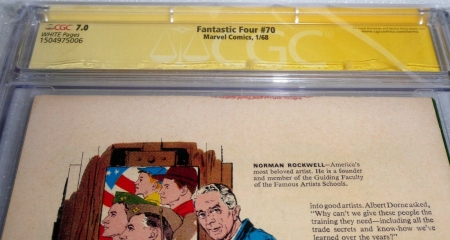 CGC 7.0
WHITE Pages
1504975006
Fantastic Four #70
Marvel Comics, 1/68
CGC
NORMAN ROCKWELL—America's
most beloved artist. He is a founder
and member of the Guiding Faculty
of the Famous Artists Schools.
into good artists. Albert Dorne asked,
"Why can't we give these people the
training they need—including all the
trade secrets and know-how we've
learned over the years?"